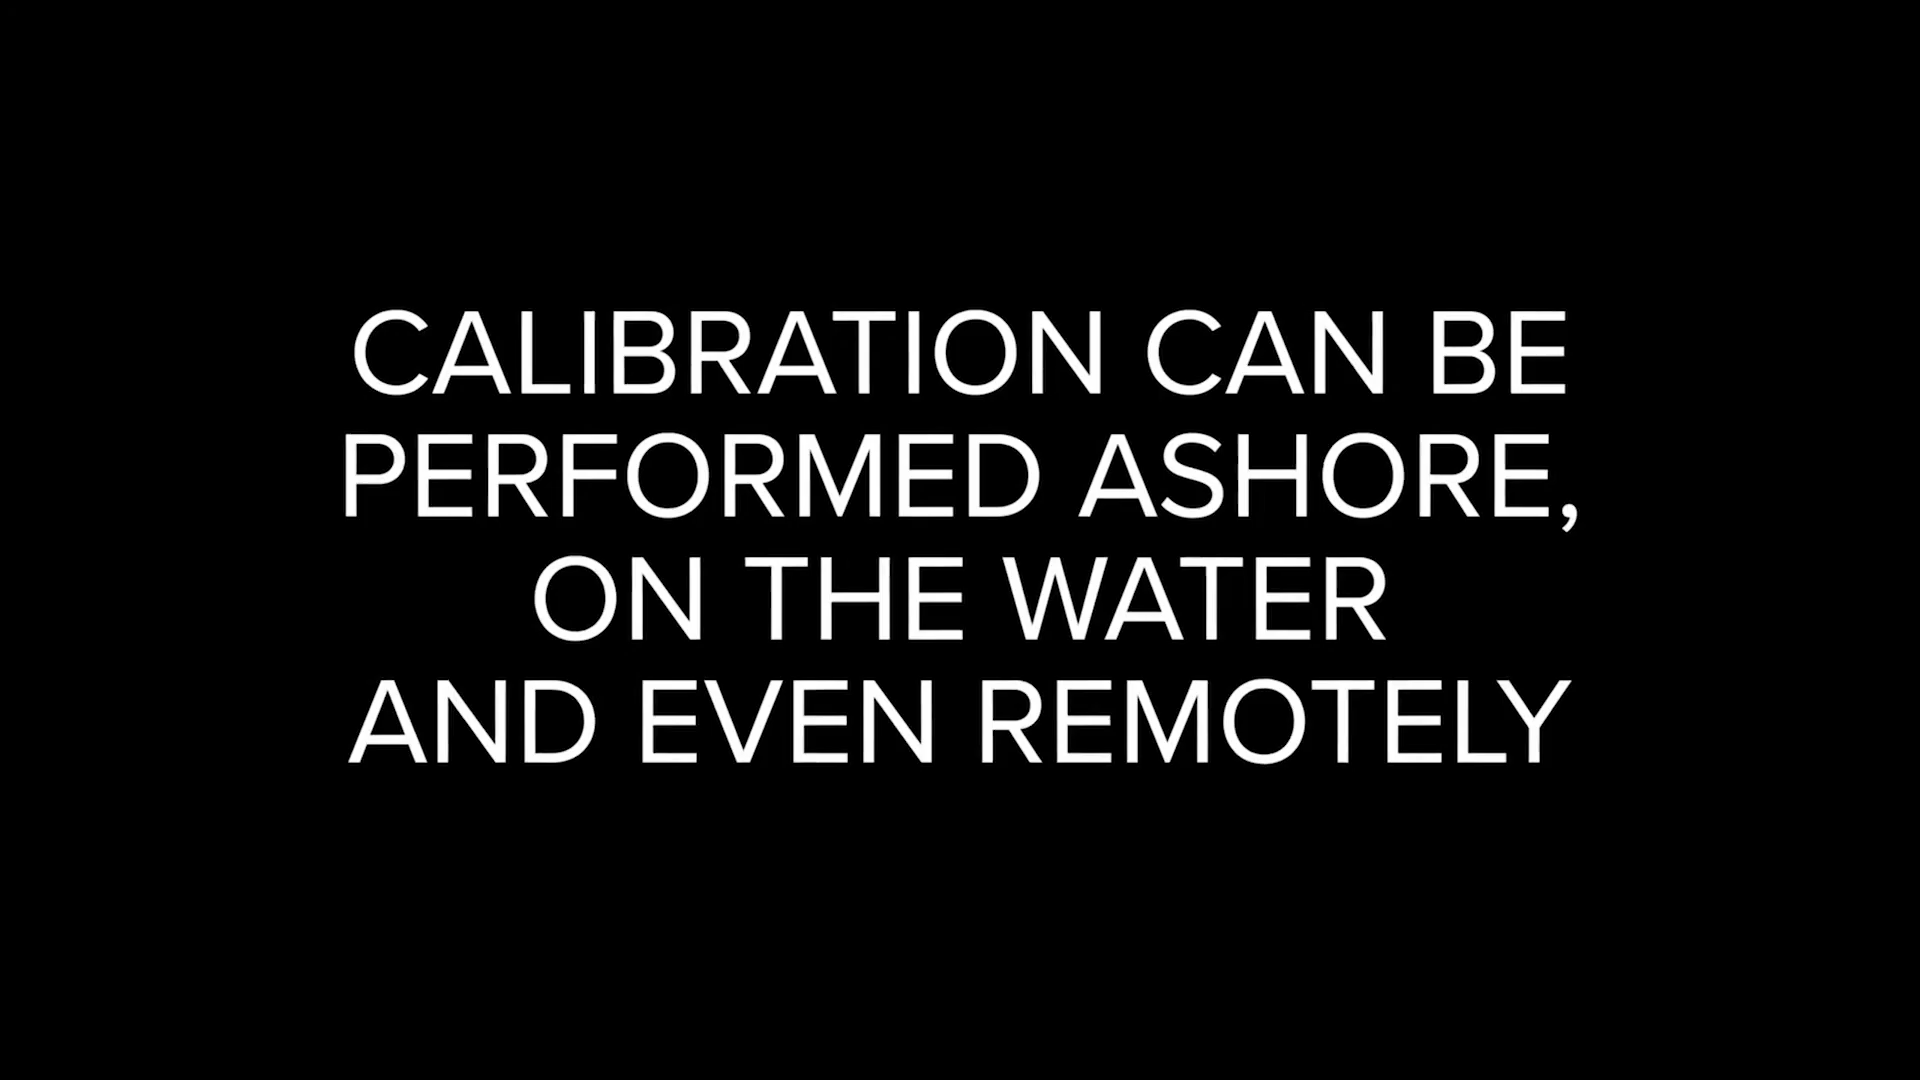 CALIBRATION CAN BE
PERFORMED ASHORE,
ON THE WATER
AND EVEN REMOTELY